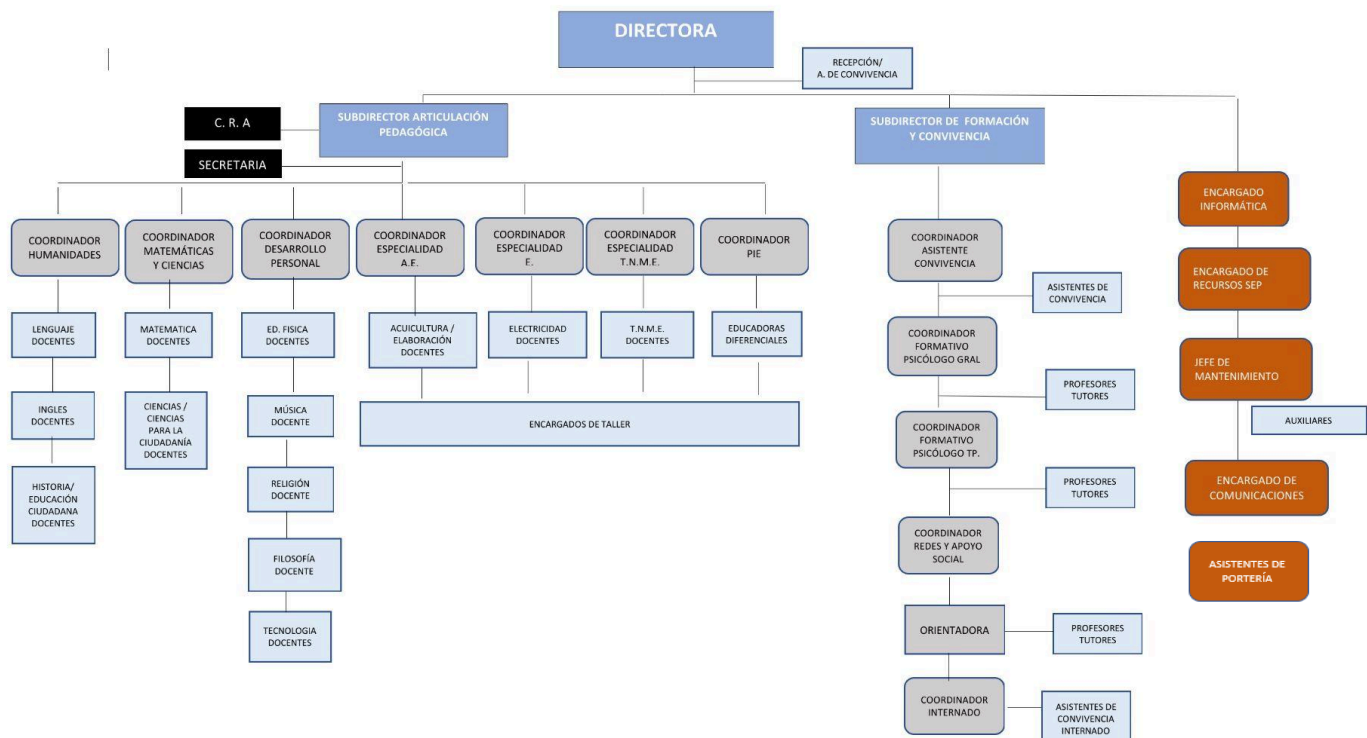 DIRECTORA
RECEPCIÓN/
A. DE CONVIVENCIA
C. R. A
SUBDIRECTOR ARTICULACIÓN
PEDAGÓGICA
SUBDIRECTOR DE FORMACIÓN
Y CONVIVENCIA
SECRETARIA
COORDINADOR
HUMANIDADES
COORDINADOR
MATEMÁTICAS
Y CIENCIAS
COORDINADOR
DESARROLLO
PERSONAL
COORDINADOR
ESPECIALIDAD
A.E.
COORDINADOR
ESPECIALIDAD
E.
COORDINADOR
ESPECIALIDAD
T.N.M.E.
COORDINADOR
PIE
LENGUAJE
DOCENTES
MATEMATICA
DOCENTES
ED. FISICA
DOCENTES
ACUICULTURA /
ELABORACIÓN
DOCENTES
ELECTRICIDAD
DOCENTES
T.N.M.E.
DOCENTES
EDUCADORAS
DIFERENCIALES
INGLES
DOCENTES
CIENCIAS /
CIENCIAS
PARA LA
CIUDADANÍA
DOCENTES
MÚSICA
DOCENTE
ENCARGADOS DE TALLER
HISTORIA/
EDUCACIÓN
CIUDADANA
DOCENTES
RELIGIÓN
DOCENTE
FILOSOFÍA
DOCENTE
TECNOLOGIA
DOCENTES
COORDINADOR
ASISTENTE
CONVIVENCIA
ASISTENTES DE
CONVIVENCIA
COORDINADOR
FORMATIVO
PSICÓLOGO GRAL
PROFESORES
TUTORES
COORDINADOR
FORMATIVO
PSICÓLOGO TP.
PROFESORES
TUTORES
COORDINADOR
REDES Y APOYO
SOCIAL
ORIENTADORA
PROFESORES
TUTORES
COORDINADOR
INTERNADO
ASISTENTES DE
CONVIVENCIA
INTERNADO
ENCARGADO
INFORMÁTICA
ENCARGADO DE
RECURSOS SEP
JEFE DE
MANTENIMIENTO
AUXILIARES
ENCARGADO DE
COMUNICACIONES
ASISTENTES DE
PORTERÍA